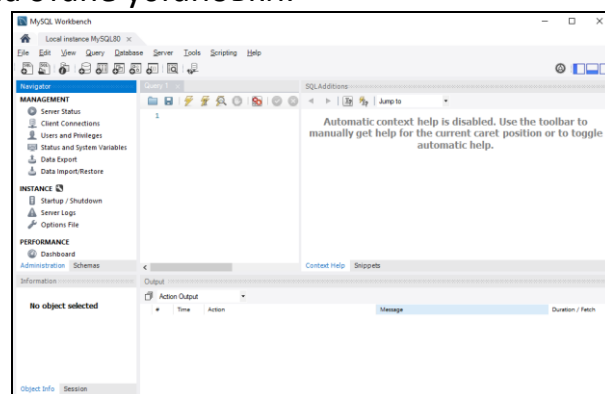 этапе установки.
MySQL Workbench
Local instance MySQL80
File Edit View Query Database Server Tools Scripting Help
Navigator
MANAGEMENT
Server Status
Client Connections
Users and Privileges
Status and System Variables
Data Export
Data Import/Restore
INSTANCE
Startup / Shutdown
Server Logs
Options File
PERFORMANCE
Dashboard
Administration Schemas
Query 1
1
SQLAdditions
Jump to
Automatic context help is disabled. Use the toolbar to
manually get help for the current caret position or to toggle
automatic help.
Context Help Snippets
Information
No object selected
Object Info Session
Output
Action Output
# Time Action Message Duration / Fetch